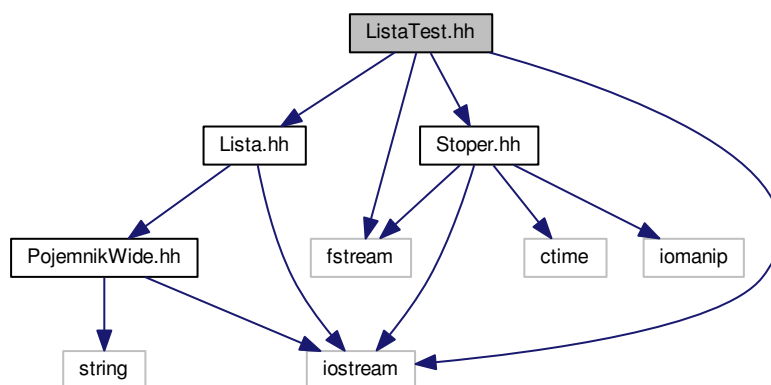 ListaTest.hh
Lista.hh
Stoper.hh
PojemnikWide.hh
fstream
ctime
iomanip
string
iostream